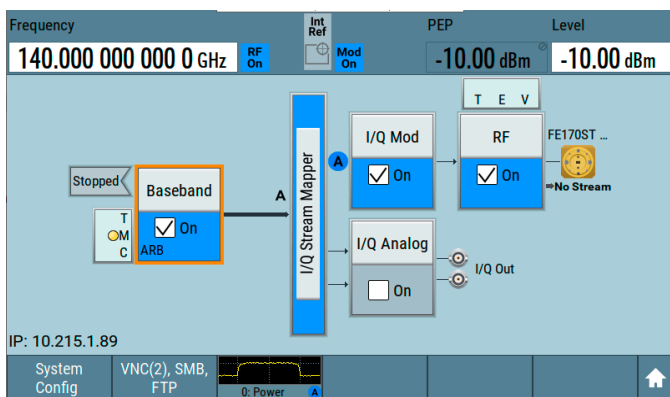 Frequency
Int
Ref
PEP
Level
140.000 000 000 000 0 GHz
RF
On
Mod
On
-10.00 dBm
-10.00 dBm
T E V
I/Q Mod
On
RF
On
FE170ST ...
No Stream
A
Stopped
Baseband
On
ARB
T
M
C
A
I/Q Stream Mapper
I/Q Analog
On
I/Q Out
IP: 10.215.1.89
System
Config
VNC(2), SMB,
FTP
0: Power
A